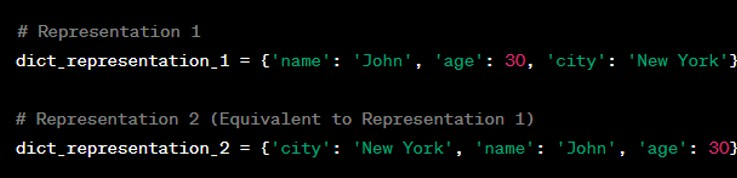 # Representation 1
dict_representation_1 = {'name': 'John', 'age': 30, 'city': 'New York'}
# Representation 2 (Equivalent to Representation 1)
dict_representation_2 = {'city': 'New York', 'name': 'John', 'age': 30}